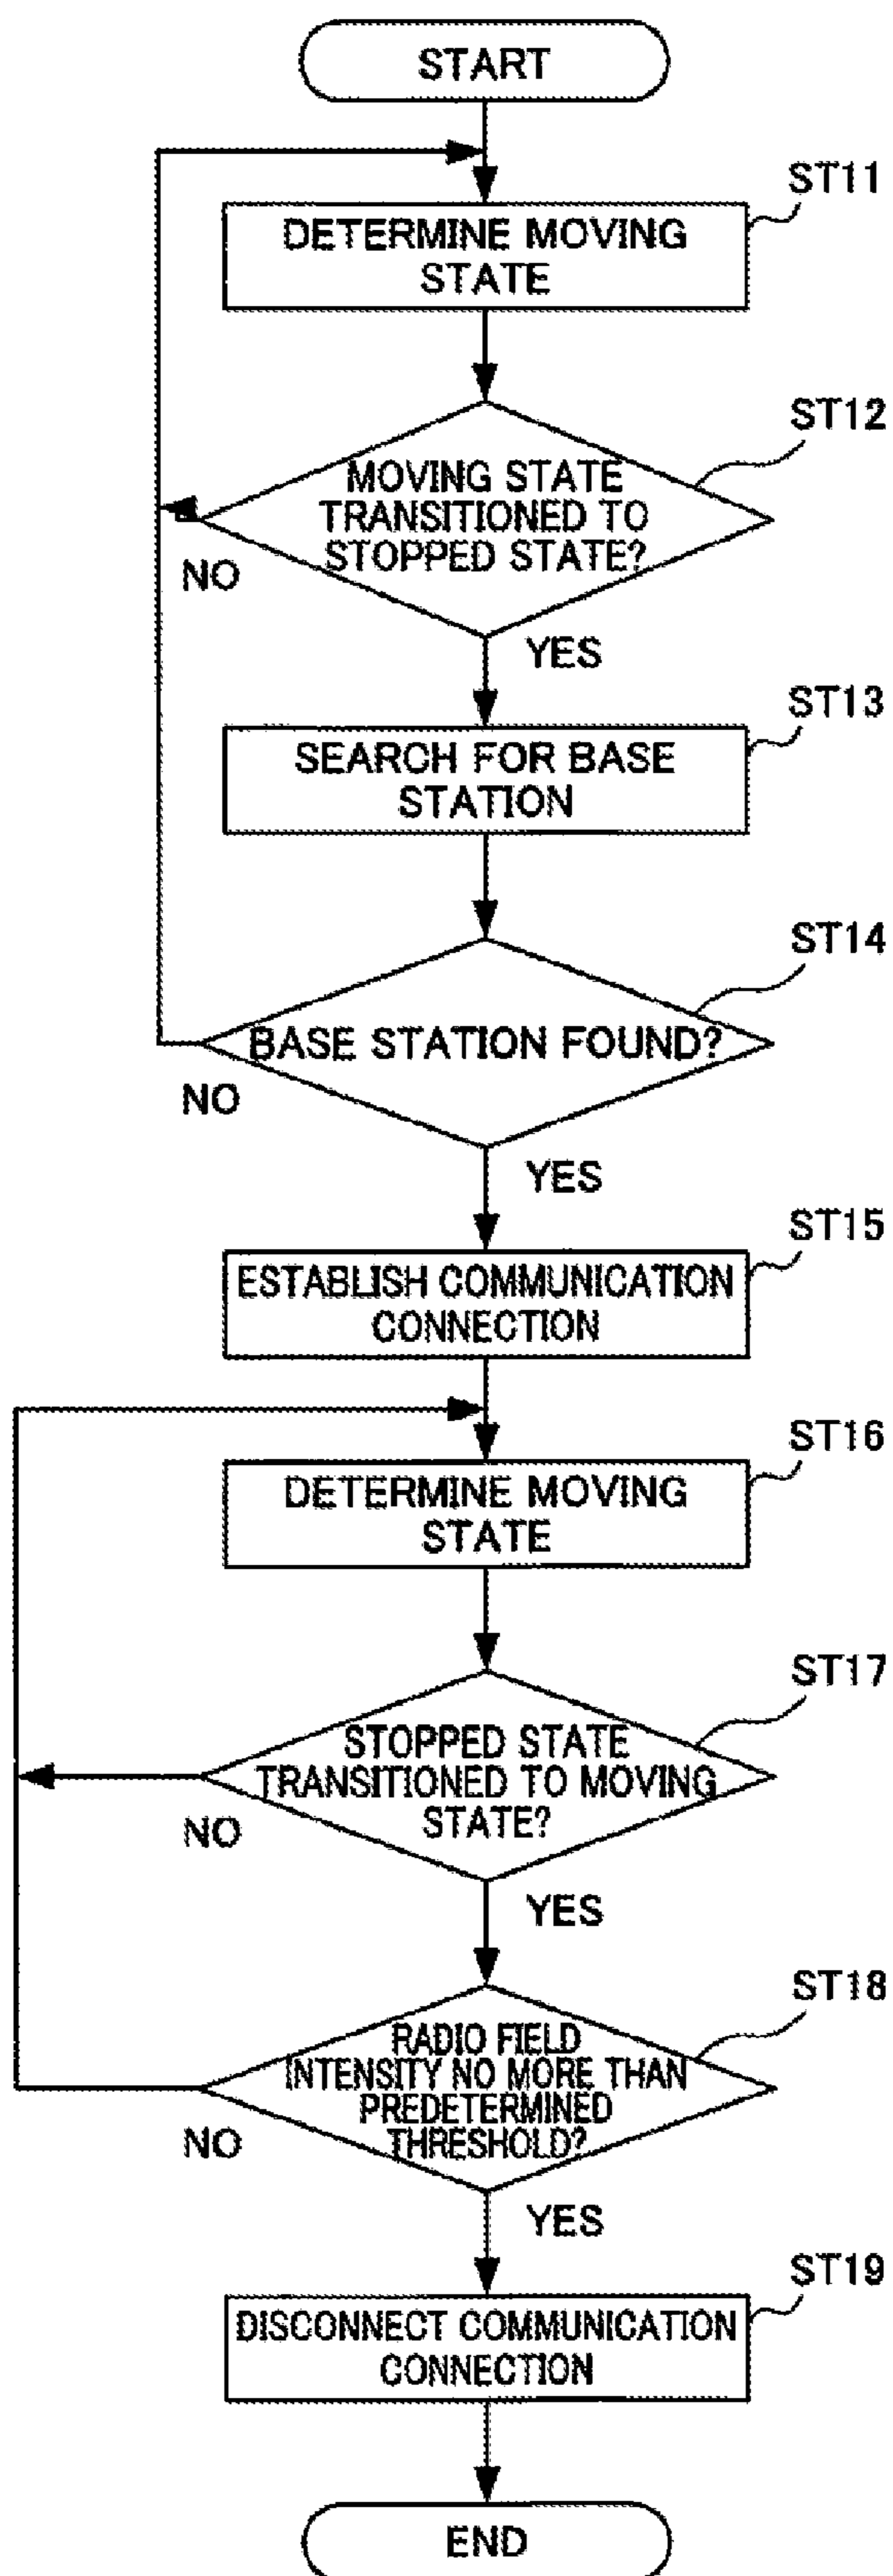 START
ST11
DETERMINE MOVING
STATE
ST12
MOVING STATE
TRANSITIONED TO
STOPPED STATE?
NO
YES
ST13
SEARCH FOR BASE
STATION
ST14
BASE STATION FOUND?
NO
YES
ST15
ESTABLISH COMMUNICATION
CONNECTION
ST16
DETERMINE MOVING
STATE
ST17
STOPPED STATE
TRANSITIONED TO MOVING
STATE?
NO
YES
ST18
RADIO FIELD
INTENSITY NO MORE THAN
PREDETERMINED
THRESHOLD?
NO
YES
ST19
DISCONNECT COMMUNICATION
CONNECTION
END